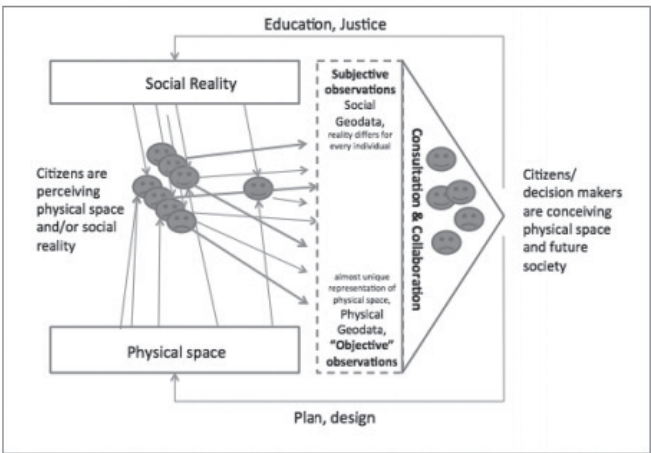 Education, Justice
Social Reality
Citizens are
perceiving
physical space
and/or social
reality
Physical space
Subjective
observations
Social
Geodata,
reality differs for
every individual
almost unique
representation of
physical space,
Physical
Geodata,
"Objective"
observations
Consultation & Collaboration
Citizens/
decision makers
are conceiving
physical space
and future
society
Plan, design